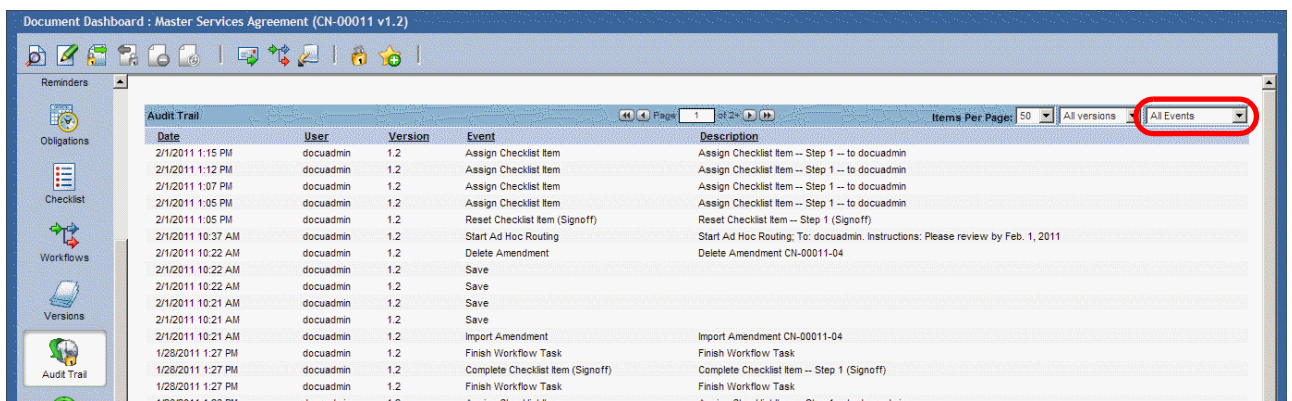 Document Dashboard : Master Services Agreement (CN-00011 v1.2)
Reminders
Obligations
Checklist
Workflows
Versions
Audit Trail
Audit Trail Page 1 of 2+ Items Per Page: 50 All versions All Events
Date User Version Event Description
2/1/2011 1:15 PM docuadmin 1.2 Assign Checklist Item Assign Checklist Item -- Step 1 -- to docuadmin
2/1/2011 1:12 PM docuadmin 1.2 Assign Checklist Item Assign Checklist Item -- Step 1 -- to docuadmin
2/1/2011 1:07 PM docuadmin 1.2 Assign Checklist Item Assign Checklist Item -- Step 1 -- to docuadmin
2/1/2011 1:05 PM docuadmin 1.2 Assign Checklist Item Assign Checklist Item -- Step 1 -- to docuadmin
2/1/2011 1:05 PM docuadmin 1.2 Reset Checklist Item (Signoff) Reset Checklist Item -- Step 1 (Signoff)
2/1/2011 10:37 AM docuadmin 1.2 Start Ad Hoc Routing Start Ad Hoc Routing; To: docuadmin. Instructions: Please review by Feb. 1, 2011
2/1/2011 10:22 AM docuadmin 1.2 Delete Amendment Delete Amendment CN-00011-04
2/1/2011 10:22 AM docuadmin 1.2 Save
2/1/2011 10:22 AM docuadmin 1.2 Save
2/1/2011 10:21 AM docuadmin 1.2 Save
2/1/2011 10:21 AM docuadmin 1.2 Save
2/1/2011 10:21 AM docuadmin 1.2 Import Amendment Import Amendment CN-00011-04
1/28/2011 1:27 PM docuadmin 1.2 Finish Workflow Task Finish Workflow Task
1/28/2011 1:27 PM docuadmin 1.2 Complete Checklist Item (Signoff) Complete Checklist Item -- Step 1 (Signoff)
1/28/2011 1:27 PM docuadmin 1.2 Finish Workflow Task Finish Workflow Task